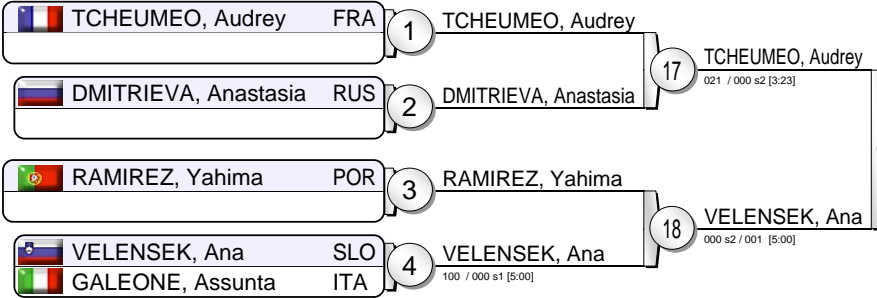 TCHEUMEO, Audrey FRA
1
TCHEUMEO, Audrey
17
TCHEUMEO, Audrey
021 / 000 s2 [3:23]
DMITRIEVA, Anastasia RUS
2
DMITRIEVA, Anastasia
RAMIREZ, Yahima POR
3
RAMIREZ, Yahima
18
VELENSEK, Ana
000 s2 / 001 [5:00]
VELENSEK, Ana SLO
GALEONE, Assunta ITA
4
VELENSEK, Ana
100 / 000 s1 [5:00]